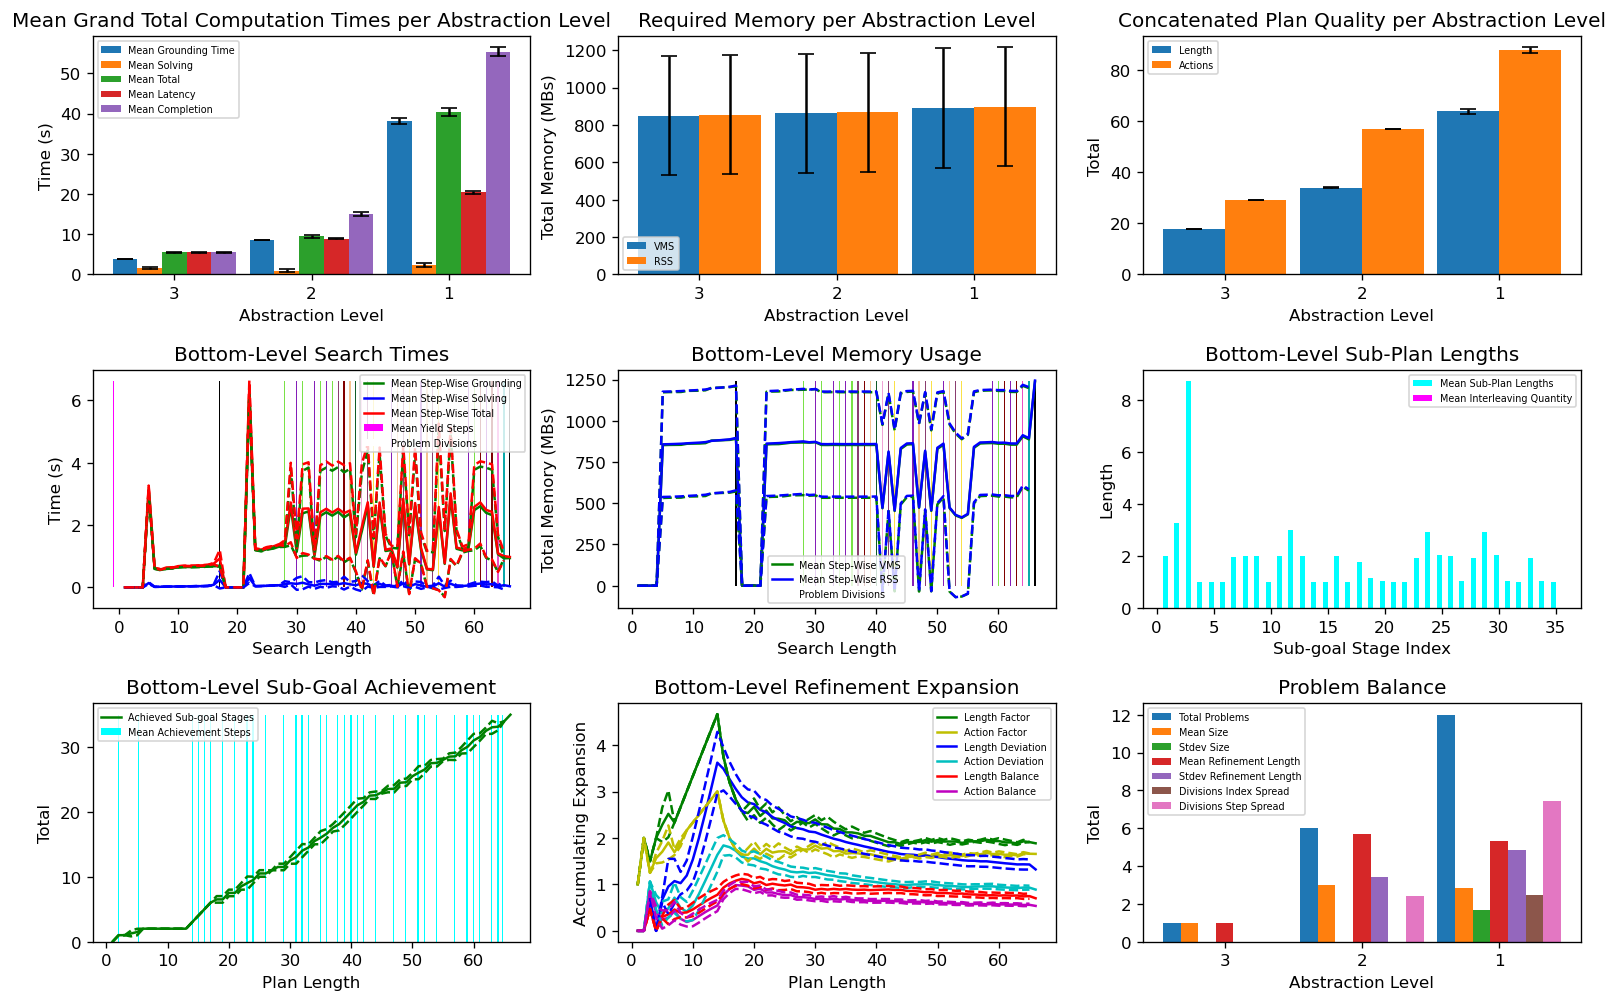 Mean Grand Total Computation Times per Abstraction Level
Time (s)
50
40
30
20
10
0
Mean Grounding Time
Mean Solving
Mean Total
Mean Latency
Mean Completion
3 2 1
Abstraction Level
Required Memory per Abstraction Level
Total Memory (MBs)
1200
1000
800
600
400
200
0
VMS
RSS
3 2 1
Abstraction Level
Concatenated Plan Quality per Abstraction Level
Total
80
60
40
20
0
Length
Actions
3 2 1
Abstraction Level
Bottom-Level Search Times
Time (s)
6
4
2
0
Mean Step-Wise Grounding
Mean Step-Wise Solving
Mean Step-Wise Total
Mean Yield Steps
Problem Divisions
0 10 20 30 40 50 60
Search Length
Bottom-Level Memory Usage
Total Memory (MBs)
1250
1000
750
500
250
0
Mean Step-Wise VMS
Mean Step-Wise RSS
Problem Divisions
0 10 20 30 40 50 60
Search Length
Bottom-Level Sub-Plan Lengths
Length
8
6
4
2
0
Mean Sub-Plan Lengths
Mean Interleaving Quantity
0 5 10 15 20 25 30 35
Sub-goal Stage Index
Bottom-Level Sub-Goal Achievement
Total
30
20
10
0
Achieved Sub-goal Stages
Mean Achievement Steps
0 10 20 30 40 50 60
Plan Length
Bottom-Level Refinement Expansion
Accumulating Expansion
4
3
2
1
0
Length Factor
Action Factor
Length Deviation
Action Deviation
Length Balance
Action Balance
0 10 20 30 40 50 60
Plan Length
Problem Balance
Total
12
10
8
6
4
2
0
Total Problems
Mean Size
Stdev Size
Mean Refinement Length
Stdev Refinement Length
Divisions Index Spread
Divisions Step Spread
3 2 1
Abstraction Level